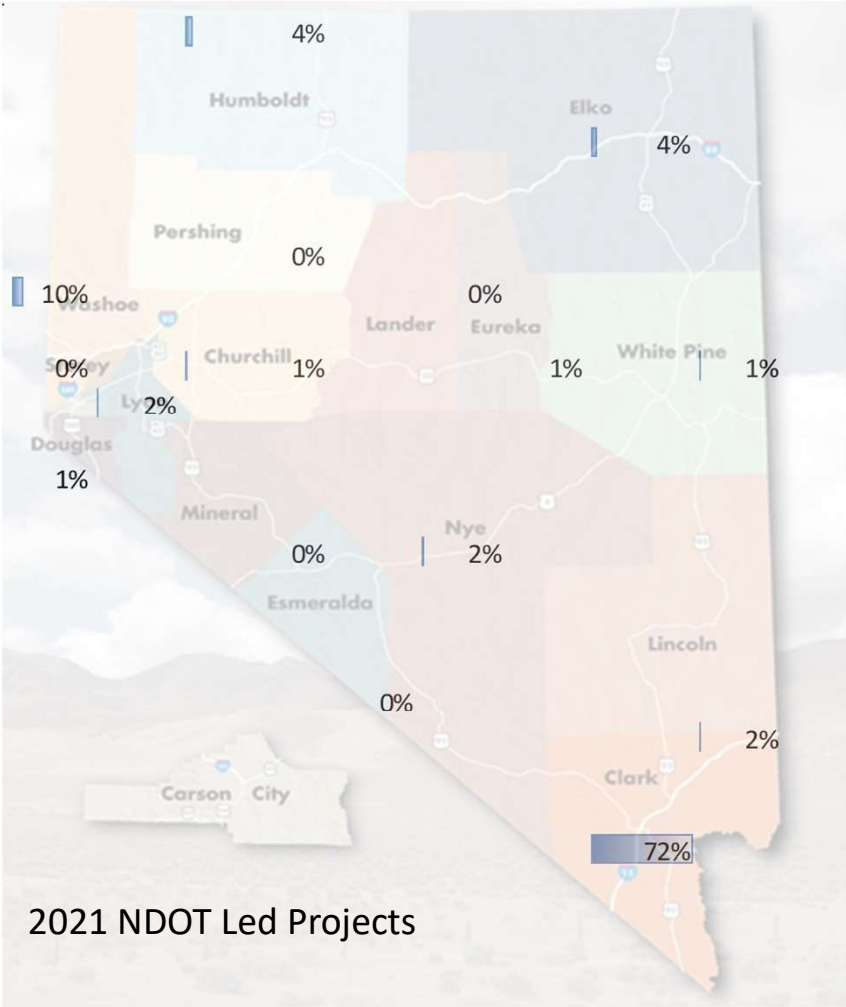 4%
Humboldt
Elko
4%
Pershing
0%
10%
Washoe
0%
Lander
Eureka
Churchill
White Pine
0%
1%
1%
1%
2%
Douglas
1%
Mineral
Nye
0%
2%
Esmeralda
Lincoln
0%
2%
Clark
Carson City
72%
2021 NDOT Led Projects